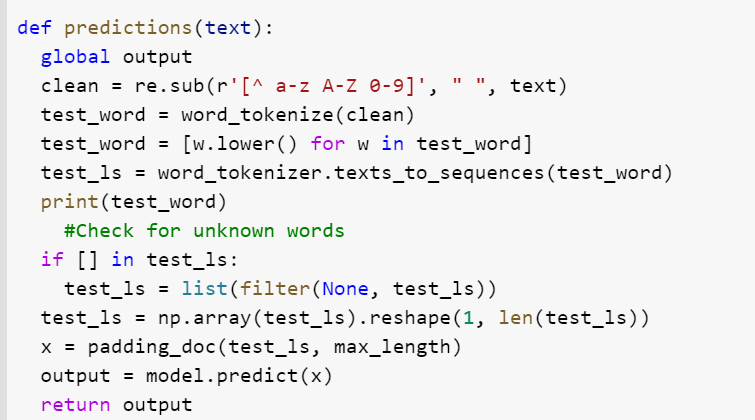 def predictions(text):
  global output
  clean = re.sub(r'[^ a-z A-Z 0-9]', " ", text)
  test_word = word_tokenize(clean)
  test_word = [w.lower() for w in test_word]
  test_ls = word_tokenizer.texts_to_sequences(test_word)
  print(test_word)
    #Check for unknown words
  if [] in test_ls:
    test_ls = list(filter(None, test_ls))
  test_ls = np.array(test_ls).reshape(1, len(test_ls))
  x = padding_doc(test_ls, max_length)
  output = model.predict(x)
  return output